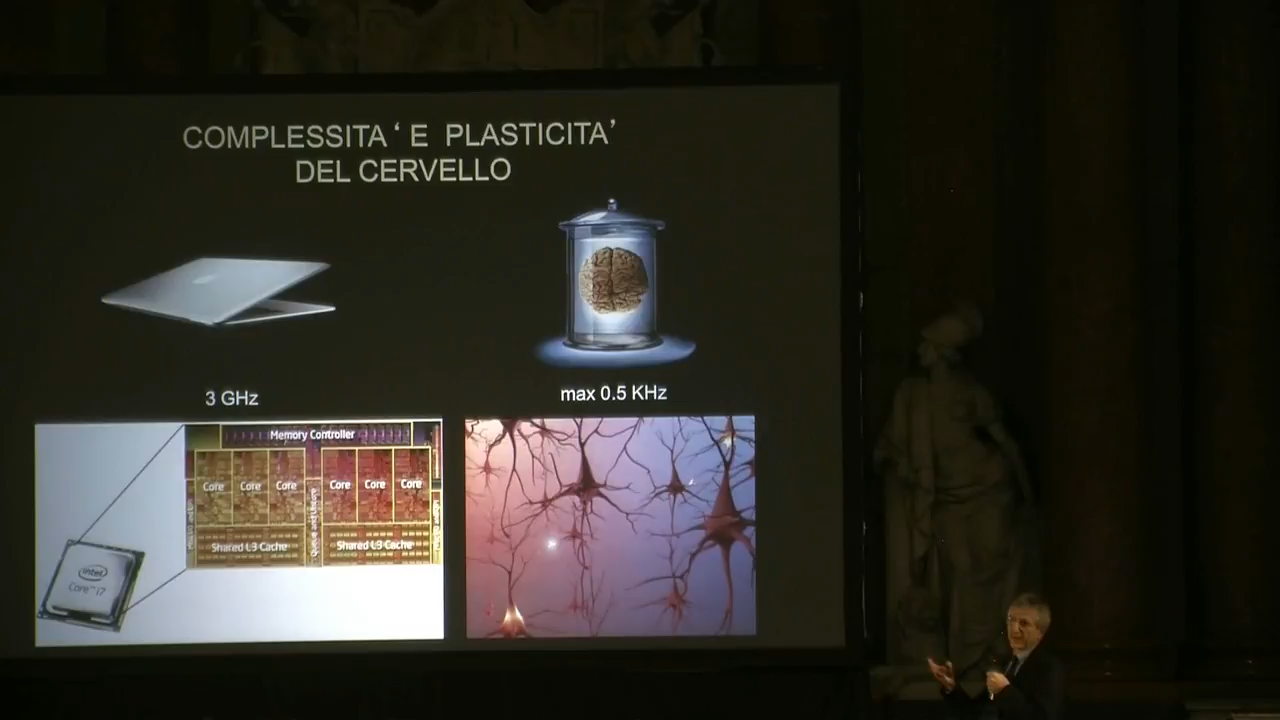 COMPLESSITA ‘ E PLASTICITA’
DEL CERVELLO
3 GHz
max 0.5 KHz
Memory Controller
Core Core Core Core Core Core
Shared L3 Cache Shared L3 Cache
intel
Core™ i7